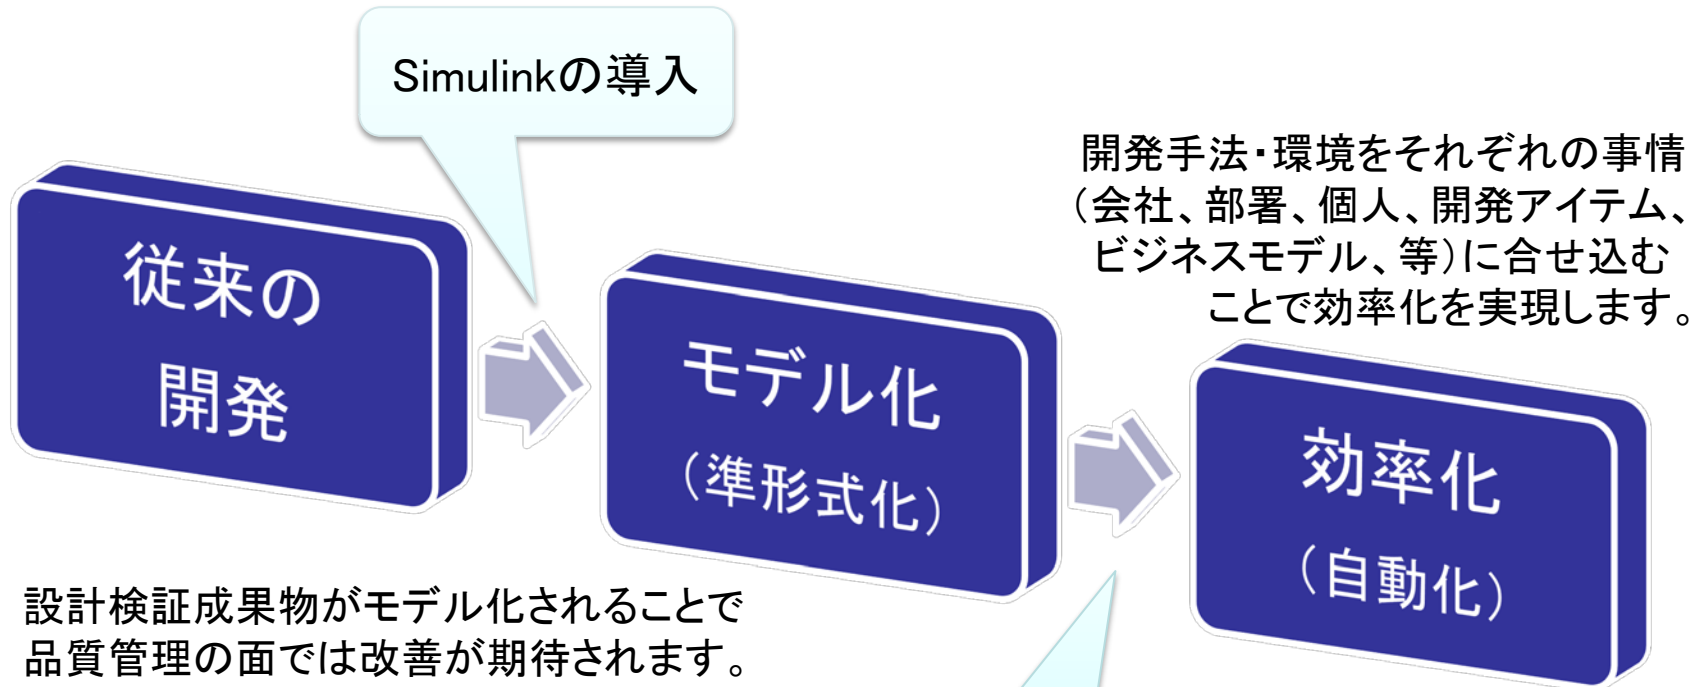 Simulinkの導入
開発手法・環境をそれぞれの事情
（会社、部署、個人、開発アイテム、
ビジネスモデル、等）に合せ込む
ことで効率化を実現します。
従来の
開発
モデル化
（準形式化）
効率化
（自動化）
設計検証成果物がモデル化されることで
品質管理の面では改善が期待されます。